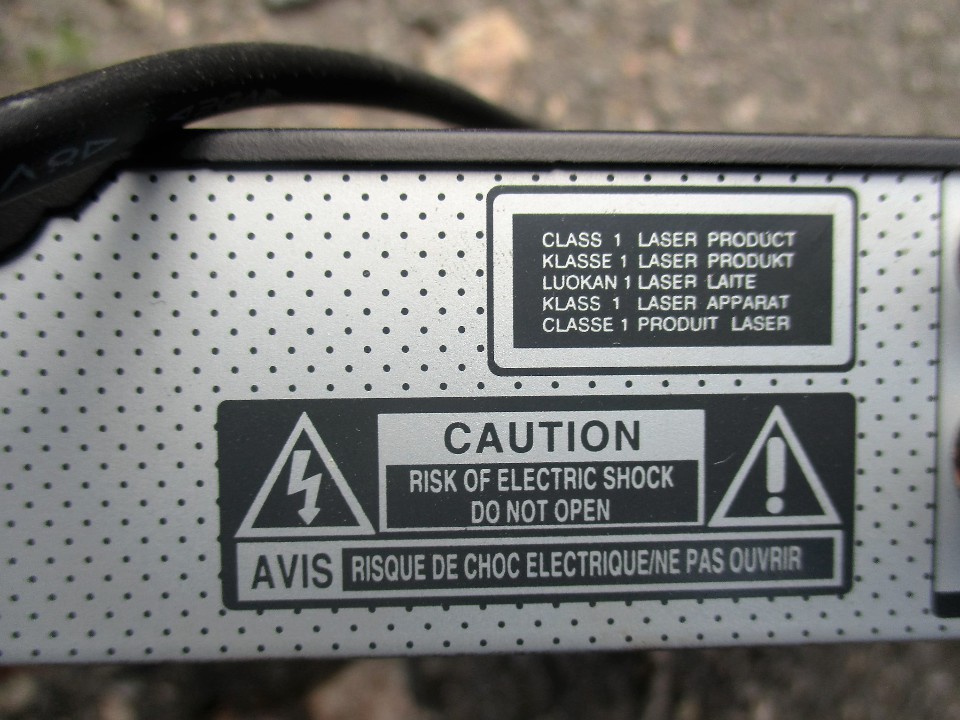 CLASS 1 LASER PRODUCT
KLASSE 1 LASER PRODUKT
LUOKAN 1 LASER LAITE
KLASS 1 LASER APPARAT
CLASSE 1 PRODUIT LASER
CAUTION
RISK OF ELECTRIC SHOCK
DO NOT OPEN
AVIS RISQUE DE CHOC ELECTRIQUE/NE PAS OUVRIR